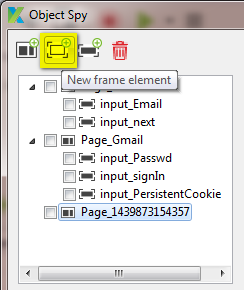 Object Spy
New frame element
input_Email
input_next
Page_Gmail
input_Passwd
input_signIn
input_PersistentCookie
Page_1439873154357